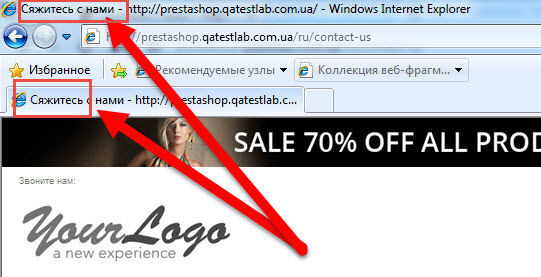 Сяжитесь с нами - http://prestashop.qatestlab.com.ua/ - Windows Internet Explorer
http://prestashop.qatestlab.com.ua/ru/contact-us
Избранное Рекомендуемые узлы Коллекция веб-фрагм...
Сяжитесь с нами - http://prestashop.qatestlab.c...
SALE 70% OFF ALL PROD
Звоните нам:
YourLogo
a new experience